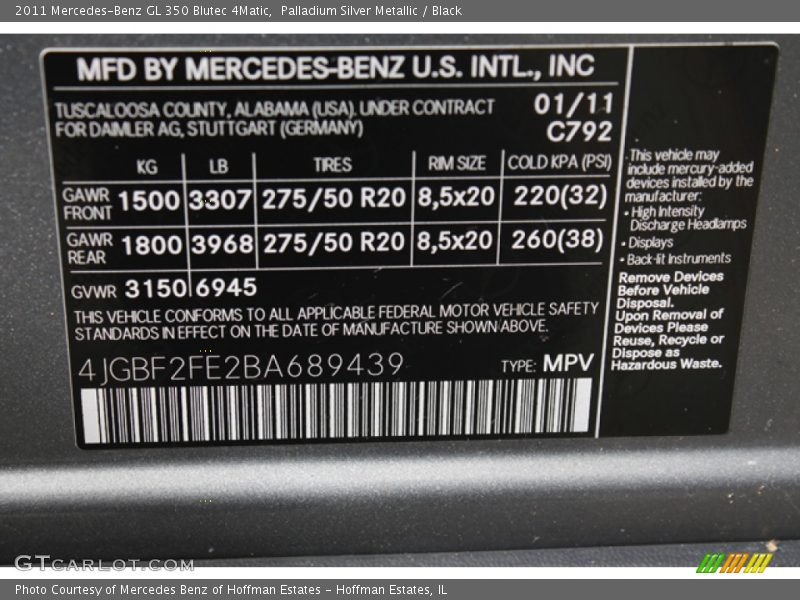 2011 Mercedes-Benz GL 350 Blutec 4Matic,  Palladium Silver Metallic / Black
MFD BY MERCEDES-BENZ U.S. INTL., INC
TUSCALOOSA COUNTY, ALABAMA (USA), UNDER CONTRACT
FOR DAIMLER AG, STUTTGART (GERMANY)
01/11
C792
KG LB TIRES RIM SIZE COLD KPA (PSI)
GAWR FRONT 1500 3307 275/50 R20 8,5x20 220(32)
GAWR REAR 1800 3968 275/50 R20 8,5x20 260(38)
GVWR 3150 6945
THIS VEHICLE CONFORMS TO ALL APPLICABLE FEDERAL MOTOR VEHICLE SAFETY
STANDARDS IN EFFECT ON THE DATE OF MANUFACTURE SHOWN ABOVE.
4JGBF2FE2BA689439 TYPE: MPV
This vehicle may
include mercury-added
devices installed by the
manufacturer:
• High Intensity
Discharge Headlamps
• Displays
• Back-lit Instruments
Remove Devices
Before Vehicle
Disposal.
Upon Removal of
Devices Please
Reuse, Recycle or
Dispose as
Hazardous Waste.
GTcarlot.com
Photo Courtesy of Mercedes Benz of Hoffman Estates - Hoffman Estates, IL